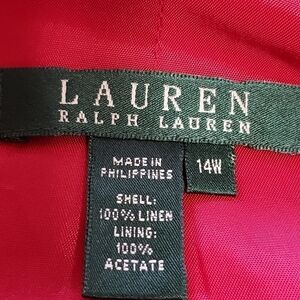 LAUREN
RALPH LAUREN
MADE IN
PHILIPPINES
14W
SHELL:
100% LINEN
LINING:
100%
ACETATE